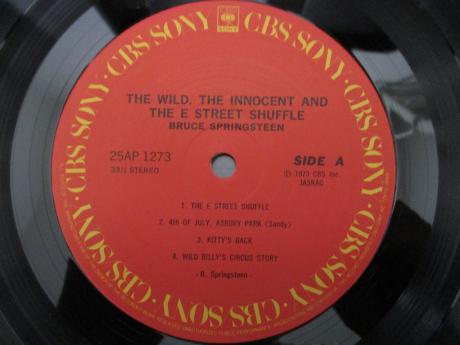 CBS SONY · CBS SONY · CBS SONY · CBS SONY · CBS SONY
CBS
SONY
THE WILD, THE INNOCENT AND
THE E STREET SHUFFLE
BRUCE SPRINGSTEEN
25AP 1273
33⅓ STEREO
SIDE A
Ⓟ 1973 CBS Inc.
JASRAC
1. THE E STREET SHUFFLE
2. 4th OF JULY, ASBURY PARK (Sandy)
3. KITTY'S BACK
4. WILD BILLY'S CIRCUS STORY
-B. Springsteen-